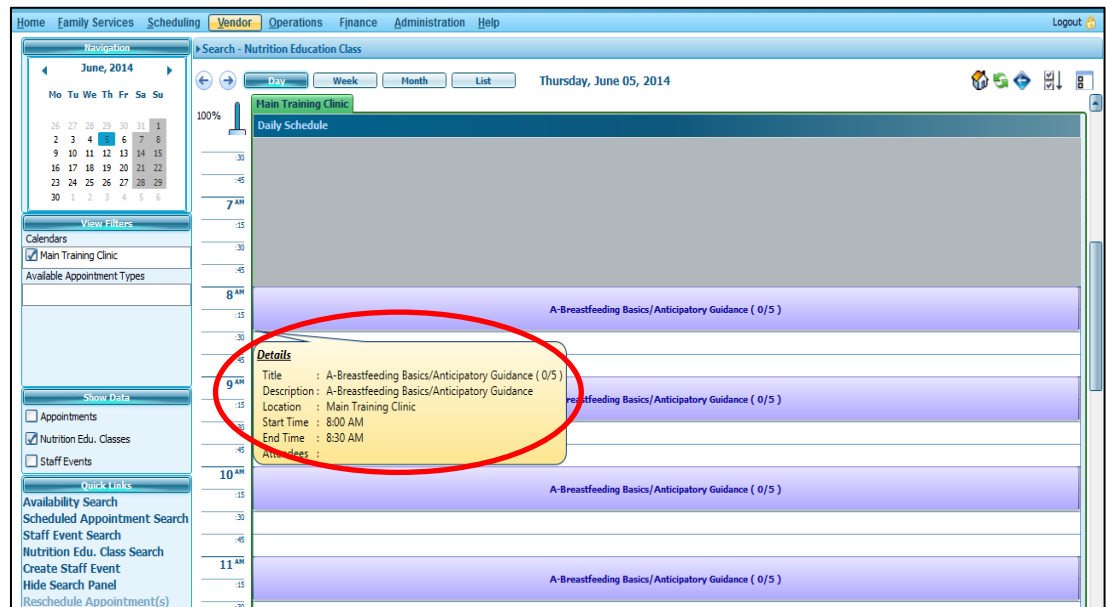 Home Family Services Scheduling Vendor Operations Finance Administration Help Logout
Navigation
Search - Nutrition Education Class
June, 2014
Day Week Month List Thursday, June 05, 2014
Mo Tu We Th Fr Sa Su
26 27 28 29 30 31 1
2 3 4 5 6 7 8
9 10 11 12 13 14 15
16 17 18 19 20 21 22
23 24 25 26 27 28 29
30 1 2 3 4 5 6
View Filters
Calendars
Main Training Clinic
Available Appointment Types
Show Data
Appointments
Nutrition Edu. Classes
Staff Events
Quick Links
Availability Search
Scheduled Appointment Search
Staff Event Search
Nutrition Edu. Class Search
Create Staff Event
Hide Search Panel
Reschedule Appointment(s)
100%
Main Training Clinic
Daily Schedule
:30
:45
7 AM
:15
:30
:45
8 AM
A-Breastfeeding Basics/Anticipatory Guidance ( 0/5 )
:15
:30
:45
Details
Title : A-Breastfeeding Basics/Anticipatory Guidance ( 0/5 )
Description : A-Breastfeeding Basics/Anticipatory Guidance
Location : Main Training Clinic
Start Time : 8:00 AM
End Time : 8:30 AM
Attendees :
9 AM
reastfeeding Basics/Anticipatory Guidance ( 0/5 )
:15
:30
:45
10 AM
A-Breastfeeding Basics/Anticipatory Guidance ( 0/5 )
:15
:30
:45
11 AM
A-Breastfeeding Basics/Anticipatory Guidance ( 0/5 )
:15
:30